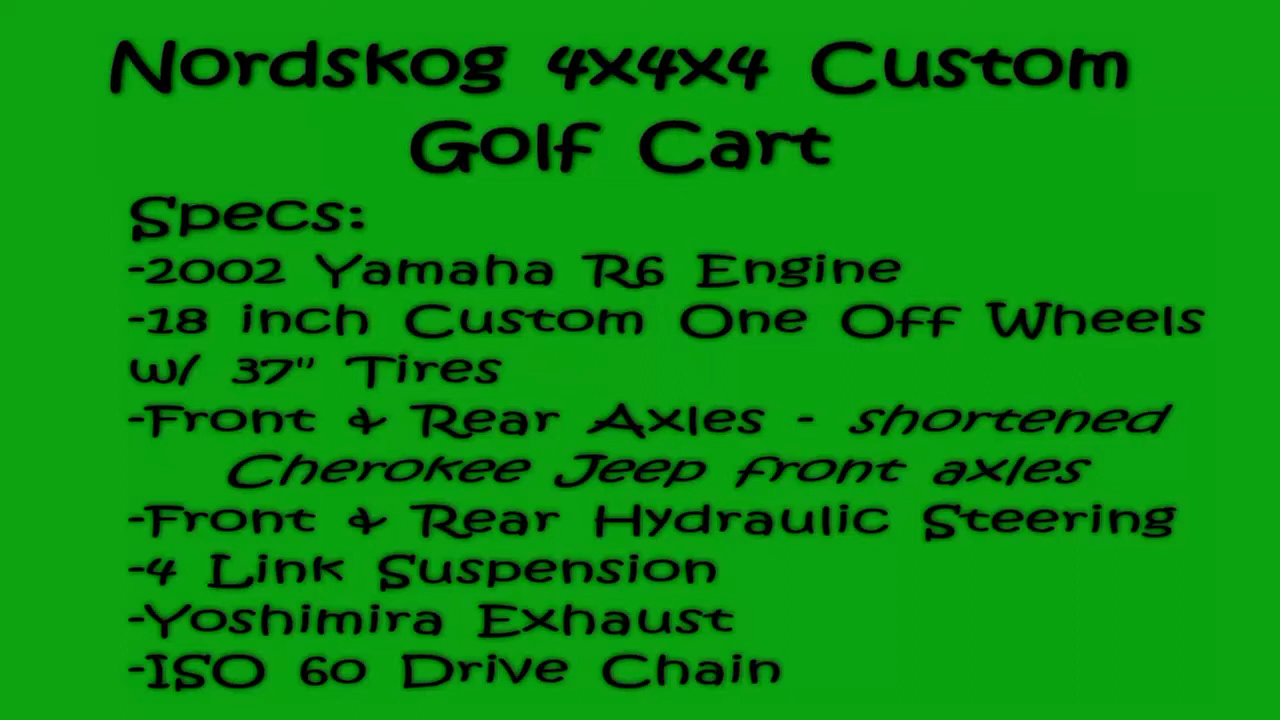 Nordskog 4x4x4 Custom
Golf Cart
Specs:
-2002 Yamaha R6 Engine
-18 inch Custom One Off Wheels
w/ 37" Tires
-Front & Rear Axles - shortened
Cherokee Jeep front axles
-Front & Rear Hydraulic Steering
-4 Link Suspension
-Yoshimira Exhaust
-ISO 60 Drive Chain